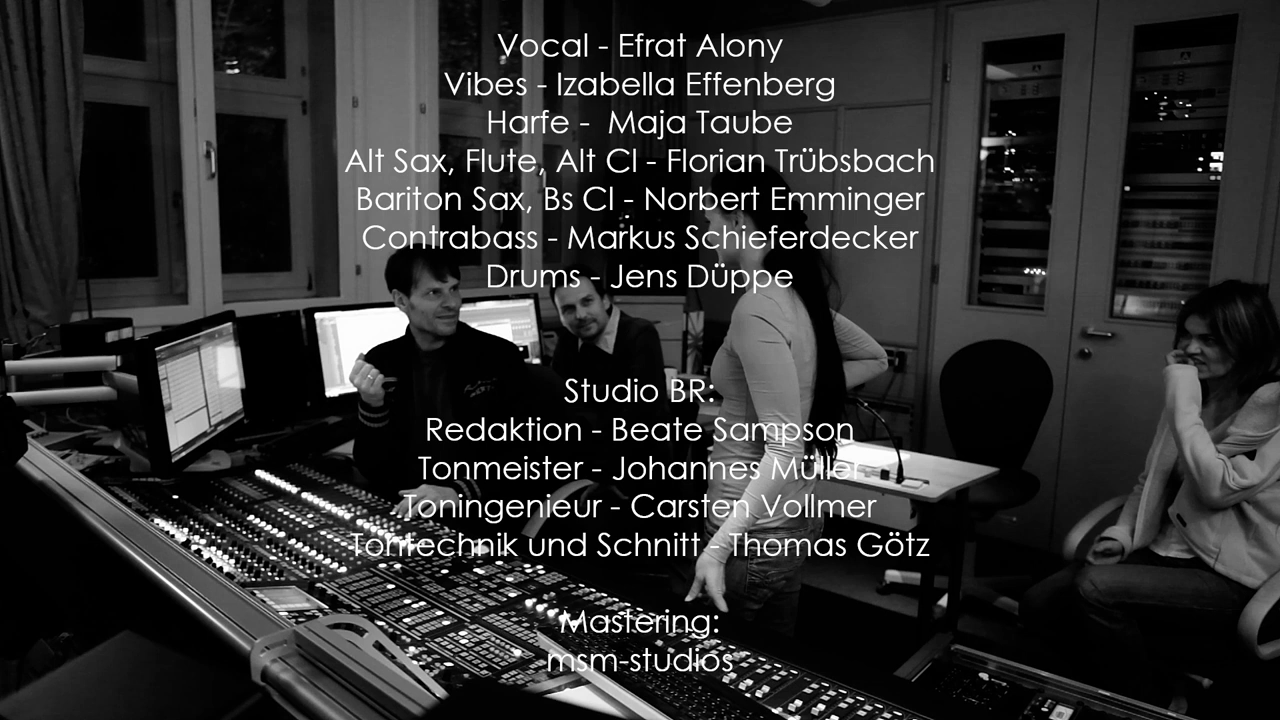 Vocal - Efrat Alony
Vibes - Izabella Effenberg
Harfe - Maja Taube
Alt Sax, Flute, Alt Cl - Florian Trübsbach
Bariton Sax, Bs Cl - Norbert Emminger
Contrabass - Markus Schieferdecker
Drums - Jens Düppe
Studio BR:
Redaktion - Beate Sampson
Tonmeister - Johannes Müller
Toningenieur - Carsten Vollmer
Tontechnik und Schnitt - Thomas Götz
Mastering:
msm-studios